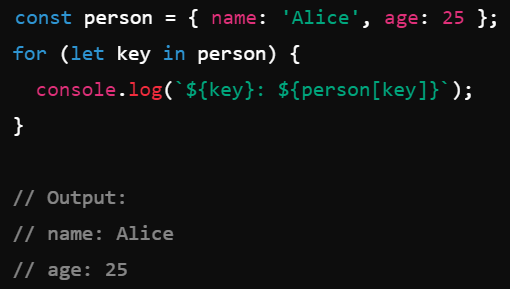 const person = { name: 'Alice', age: 25 };
for (let key in person) {
  console.log(`${key}: ${person[key]}`);
}

// Output:
// name: Alice
// age: 25